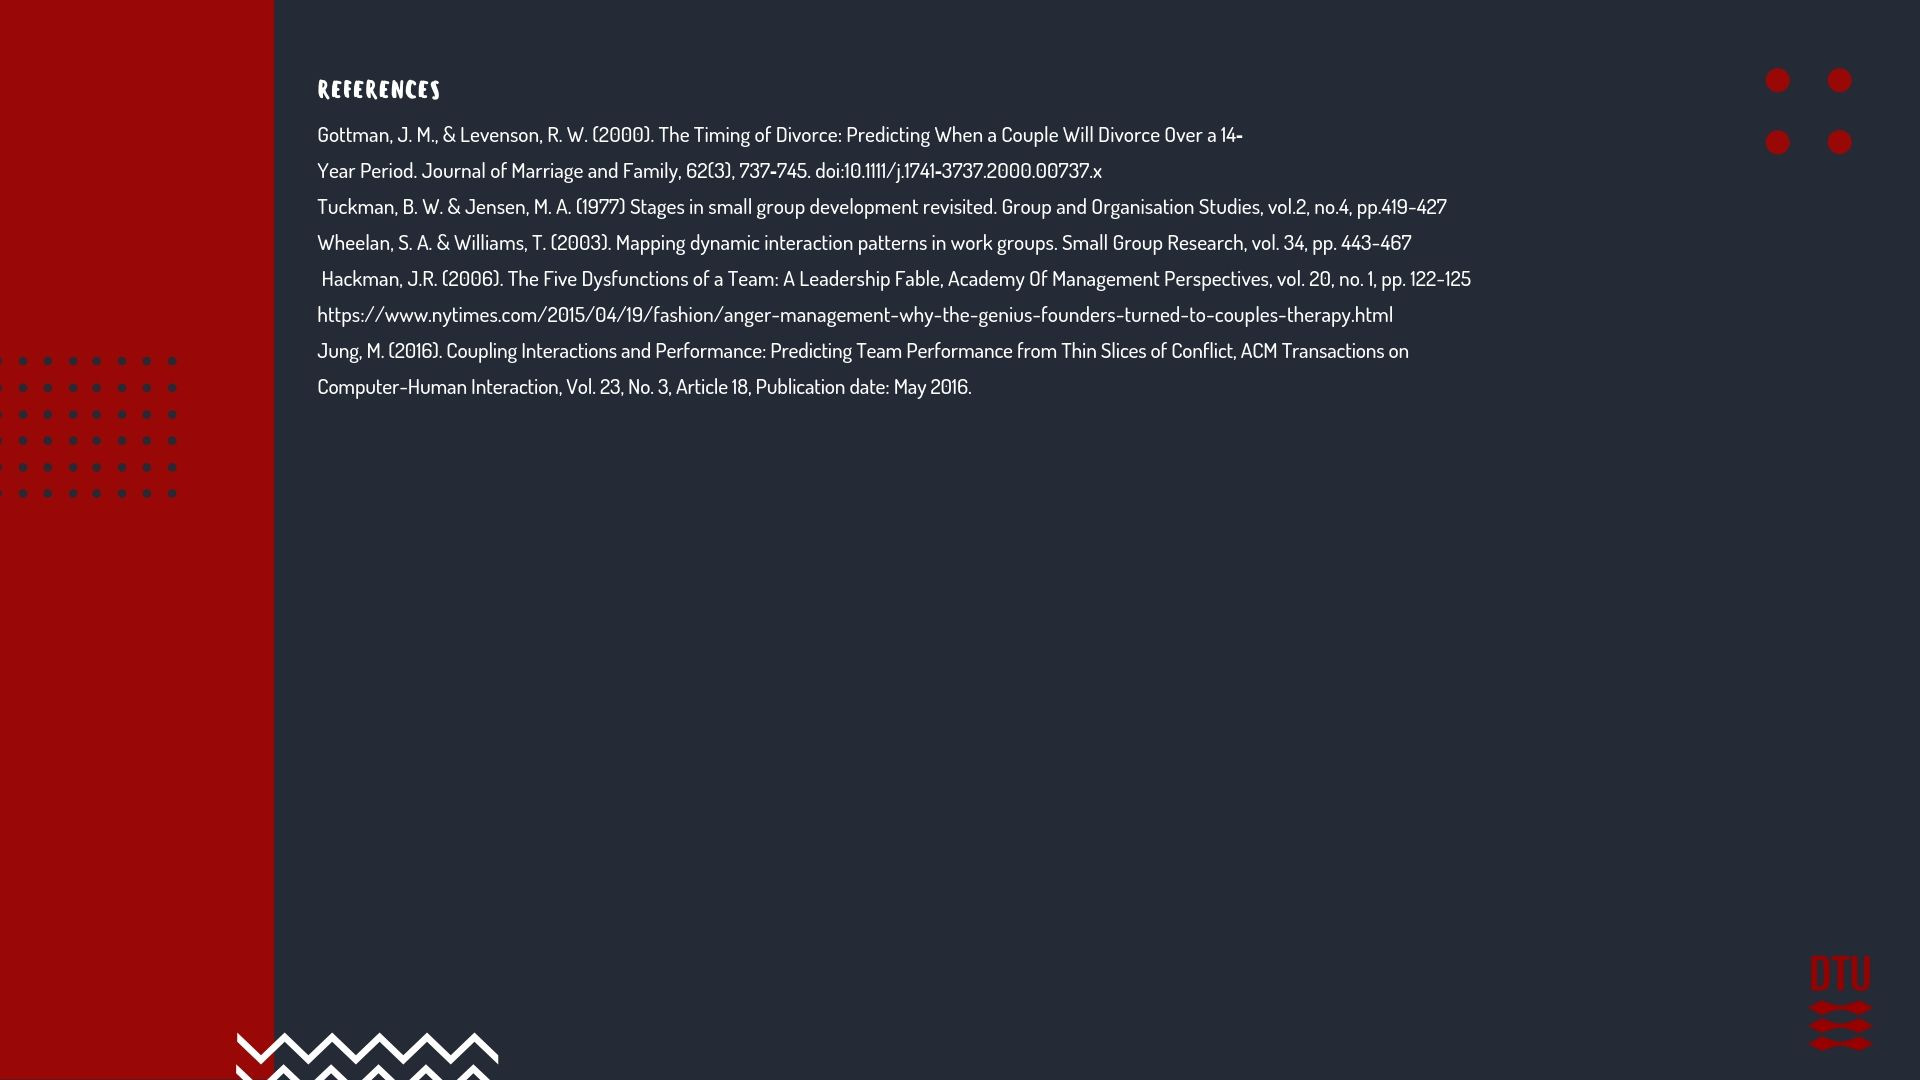 REFERENCES
Gottman, J. M., & Levenson, R. W. (2000). The Timing of Divorce: Predicting When a Couple Will Divorce Over a 14-
Year Period. Journal of Marriage and Family, 62(3), 737-745. doi:10.1111/j.1741-3737.2000.00737.x
Tuckman, B. W. & Jensen, M. A. (1977) Stages in small group development revisited. Group and Organisation Studies, vol.2, no.4, pp.419-427
Wheelan, S. A. & Williams, T. (2003). Mapping dynamic interaction patterns in work groups. Small Group Research, vol. 34, pp. 443-467
Hackman, J.R. (2006). The Five Dysfunctions of a Team: A Leadership Fable, Academy Of Management Perspectives, vol. 20, no. 1, pp. 122-125
https://www.nytimes.com/2015/04/19/fashion/anger-management-why-the-genius-founders-turned-to-couples-therapy.html
Jung, M. (2016). Coupling Interactions and Performance: Predicting Team Performance from Thin Slices of Conflict, ACM Transactions on
Computer-Human Interaction, Vol. 23, No. 3, Article 18, Publication date: May 2016.
DTU